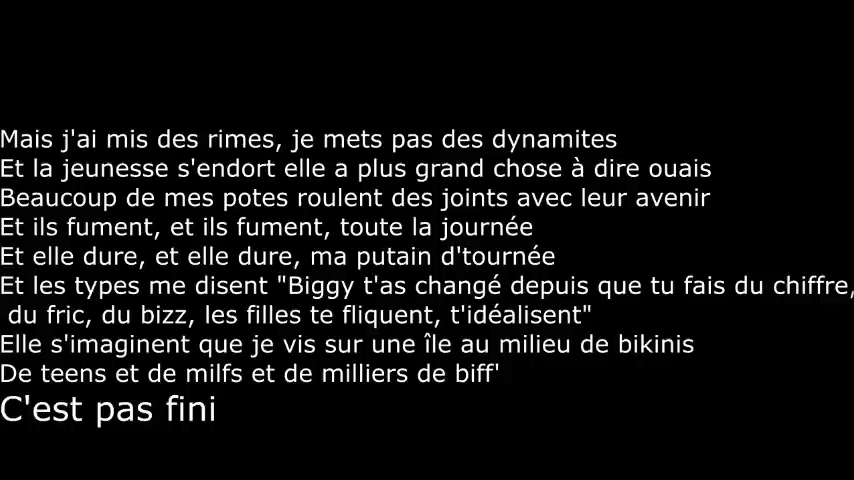 Mais j'ai mis des rimes, je mets pas des dynamites
Et la jeunesse s'endort elle a plus grand chose à dire ouais
Beaucoup de mes potes roulent des joints avec leur avenir
Et ils fument, et ils fument, toute la journée
Et elle dure, et elle dure, ma putain d'tournée
Et les types me disent "Biggy t'as changé depuis que tu fais du chiffre,
du fric, du bizz, les filles te fliquent, t'idéalisent"
Elle s'imaginent que je vis sur une île au milieu de bikinis
De teens et de milfs et de milliers de biff'
C'est pas fini